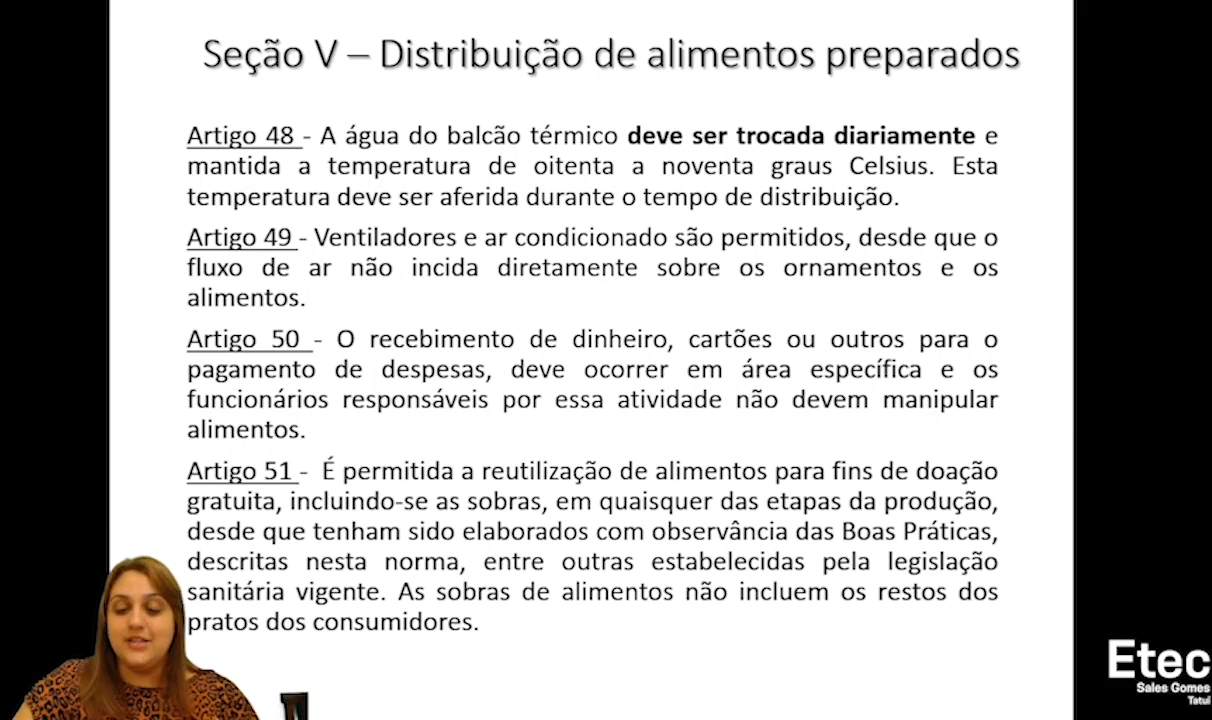 Seção V – Distribuição de alimentos preparados
Artigo 48 - A água do balcão térmico deve ser trocada diariamente e
mantida a temperatura de oitenta a noventa graus Celsius. Esta
temperatura deve ser aferida durante o tempo de distribuição.
Artigo 49 - Ventiladores e ar condicionado são permitidos, desde que o
fluxo de ar não incida diretamente sobre os ornamentos e os
alimentos.
Artigo 50 - O recebimento de dinheiro, cartões ou outros para o
pagamento de despesas, deve ocorrer em área específica e os
funcionários responsáveis por essa atividade não devem manipular
alimentos.
Artigo 51 - É permitida a reutilização de alimentos para fins de doação
gratuita, incluindo-se as sobras, em quaisquer das etapas da produção,
desde que tenham sido elaborados com observância das Boas Práticas,
descritas nesta norma, entre outras estabelecidas pela legislação
sanitária vigente. As sobras de alimentos não incluem os restos dos
pratos dos consumidores.
Etec
Sales Gomes
Tatuí